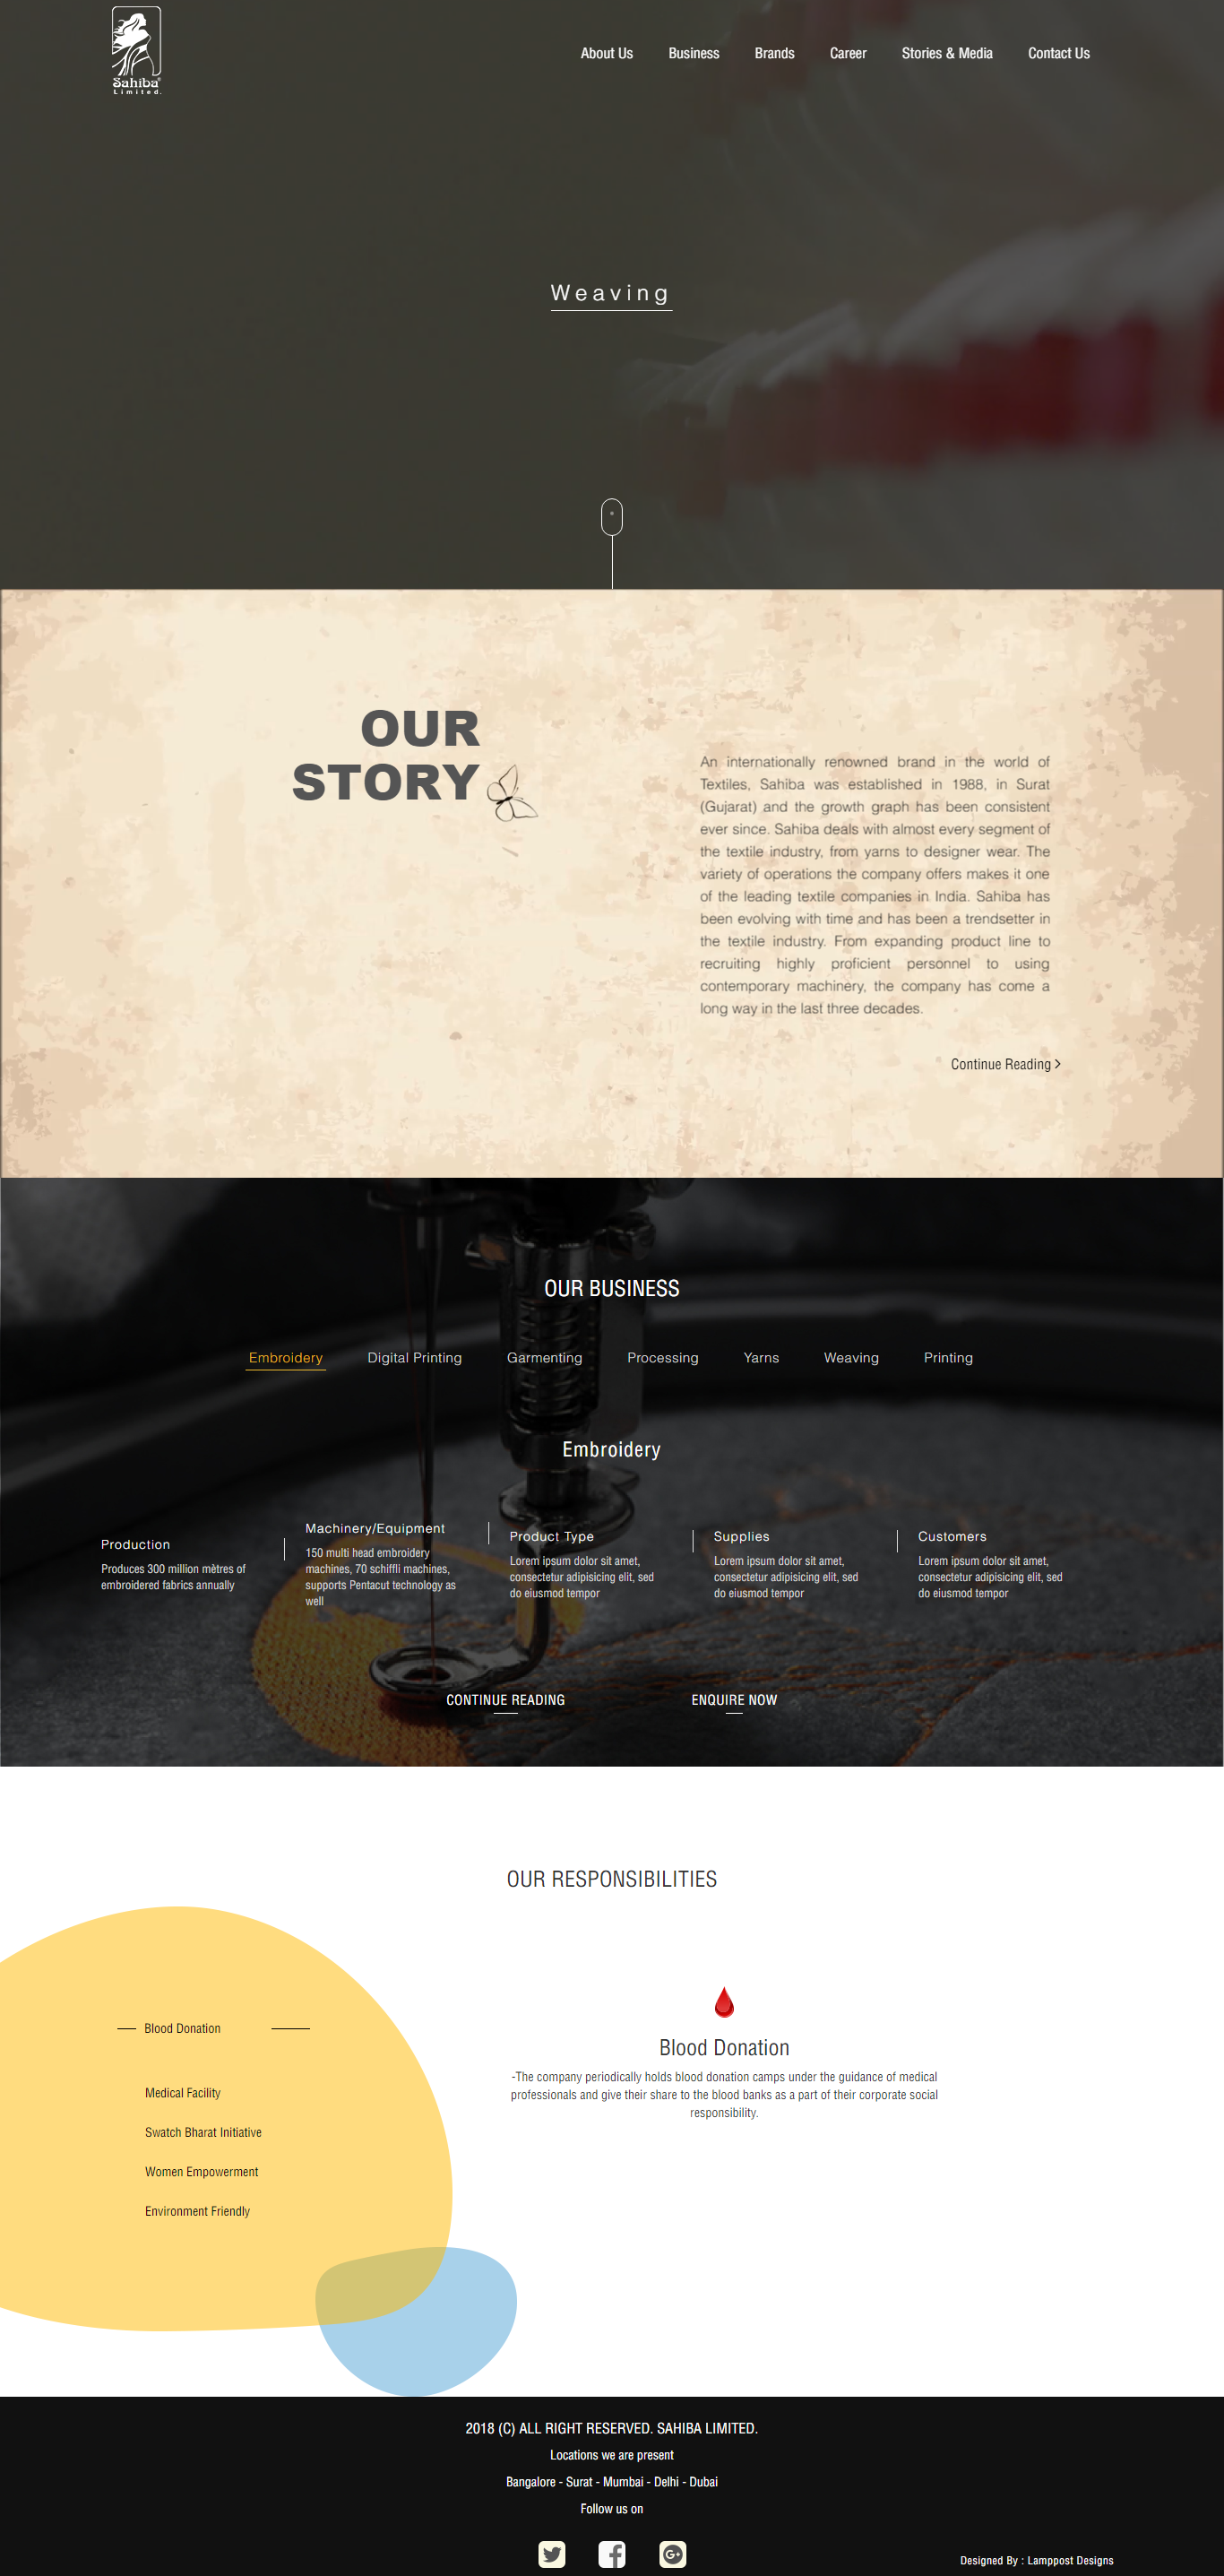 Sahiba®
Limited.
About Us
Business
Brands
Career
Stories & Media
Contact Us
Weaving
OUR
STORY
An internationally renowned brand in the world of
Textiles, Sahiba was established in 1988, in Surat
(Gujarat) and the growth graph has been consistent
ever since. Sahiba deals with almost every segment of
the textile industry, from yarns to designer wear. The
variety of operations the company offers makes it one
of the leading textile companies in India. Sahiba has
been evolving with time and has been a trendsetter in
the textile industry. From expanding product line to
recruiting highly proficient personnel to using
contemporary machinery, the company has come a
long way in the last three decades.
Continue Reading >
OUR BUSINESS
Embroidery
Digital Printing
Garmenting
Processing
Yarns
Weaving
Printing
Embroidery
Production
Produces 300 million mètres of
embroidered fabrics annually
Machinery/Equipment
150 multi head embroidery
machines, 70 schiffli machines,
supports Pentacut technology as
well
Product Type
Lorem ipsum dolor sit amet,
consectetur adipisicing elit, sed
do eiusmod tempor
Supplies
Lorem ipsum dolor sit amet,
consectetur adipisicing elit, sed
do eiusmod tempor
Customers
Lorem ipsum dolor sit amet,
consectetur adipisicing elit, sed
do eiusmod tempor
CONTINUE READING
ENQUIRE NOW
OUR RESPONSIBILITIES
Blood Donation
Medical Facility
Swatch Bharat Initiative
Women Empowerment
Environment Friendly
Blood Donation
-The company periodically holds blood donation camps under the guidance of medical
professionals and give their share to the blood banks as a part of their corporate social
responsibility.
2018 (C) ALL RIGHT RESERVED. SAHIBA LIMITED.
Locations we are present
Bangalore - Surat - Mumbai - Delhi - Dubai
Follow us on
Designed By : Lamppost Designs